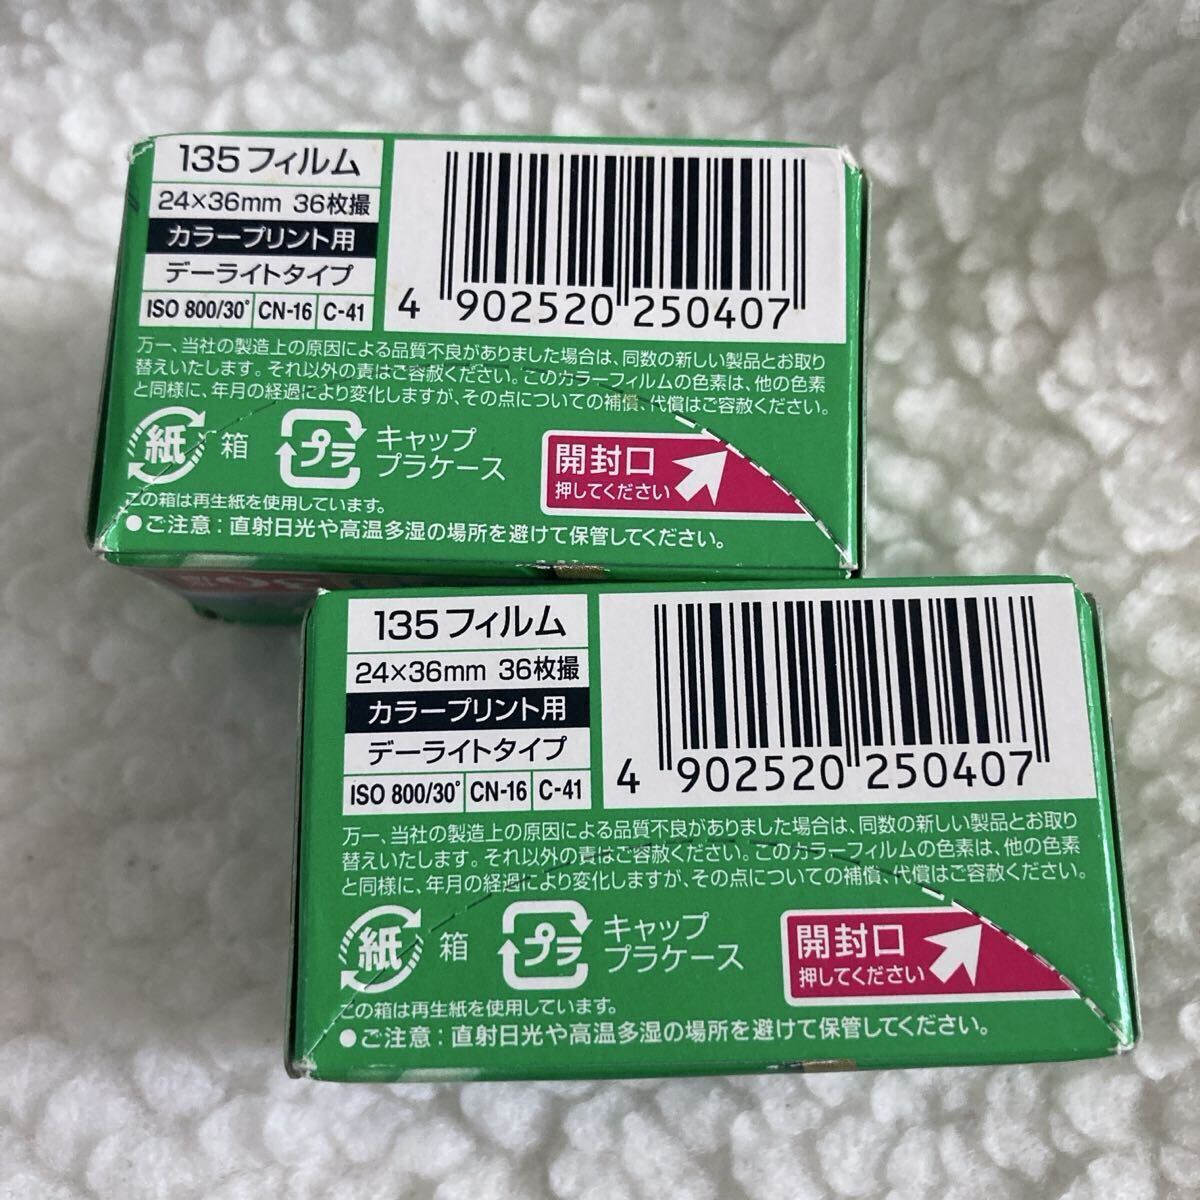 135フィルム
24×36mm 36枚撮
カラープリント用
デーライトタイプ
ISO 800/30° CN-16 C-41
4 902520 250407
万一、当社の製造上の原因による品質不良がありました場合は、同数の新しい製品とお取り
替えいたします。それ以外の責はご容赦ください。このカラーフィルムの色素は、他の色素
と同様に、年月の経過により変化しますが、その点についての補償、代償はご容赦ください。
紙 箱
プラ
キャップ
プラケース
開封口
押してください
この箱は再生紙を使用しています。
●ご注意:直射日光や高温多湿の場所を避けて保管してください。
135フィルム
24×36mm 36枚撮
カラープリント用
デーライトタイプ
ISO 800/30° CN-16 C-41
4 902520 250407
万一、当社の製造上の原因による品質不良がありました場合は、同数の新しい製品とお取り
替えいたします。それ以外の責はご容赦ください。このカラーフィルムの色素は、他の色素
と同様に、年月の経過により変化しますが、その点についての補償、代償はご容赦ください。
紙 箱
プラ
キャップ
プラケース
開封口
押してください
この箱は再生紙を使用しています。
●ご注意:直射日光や高温多湿の場所を避けて保管してください。